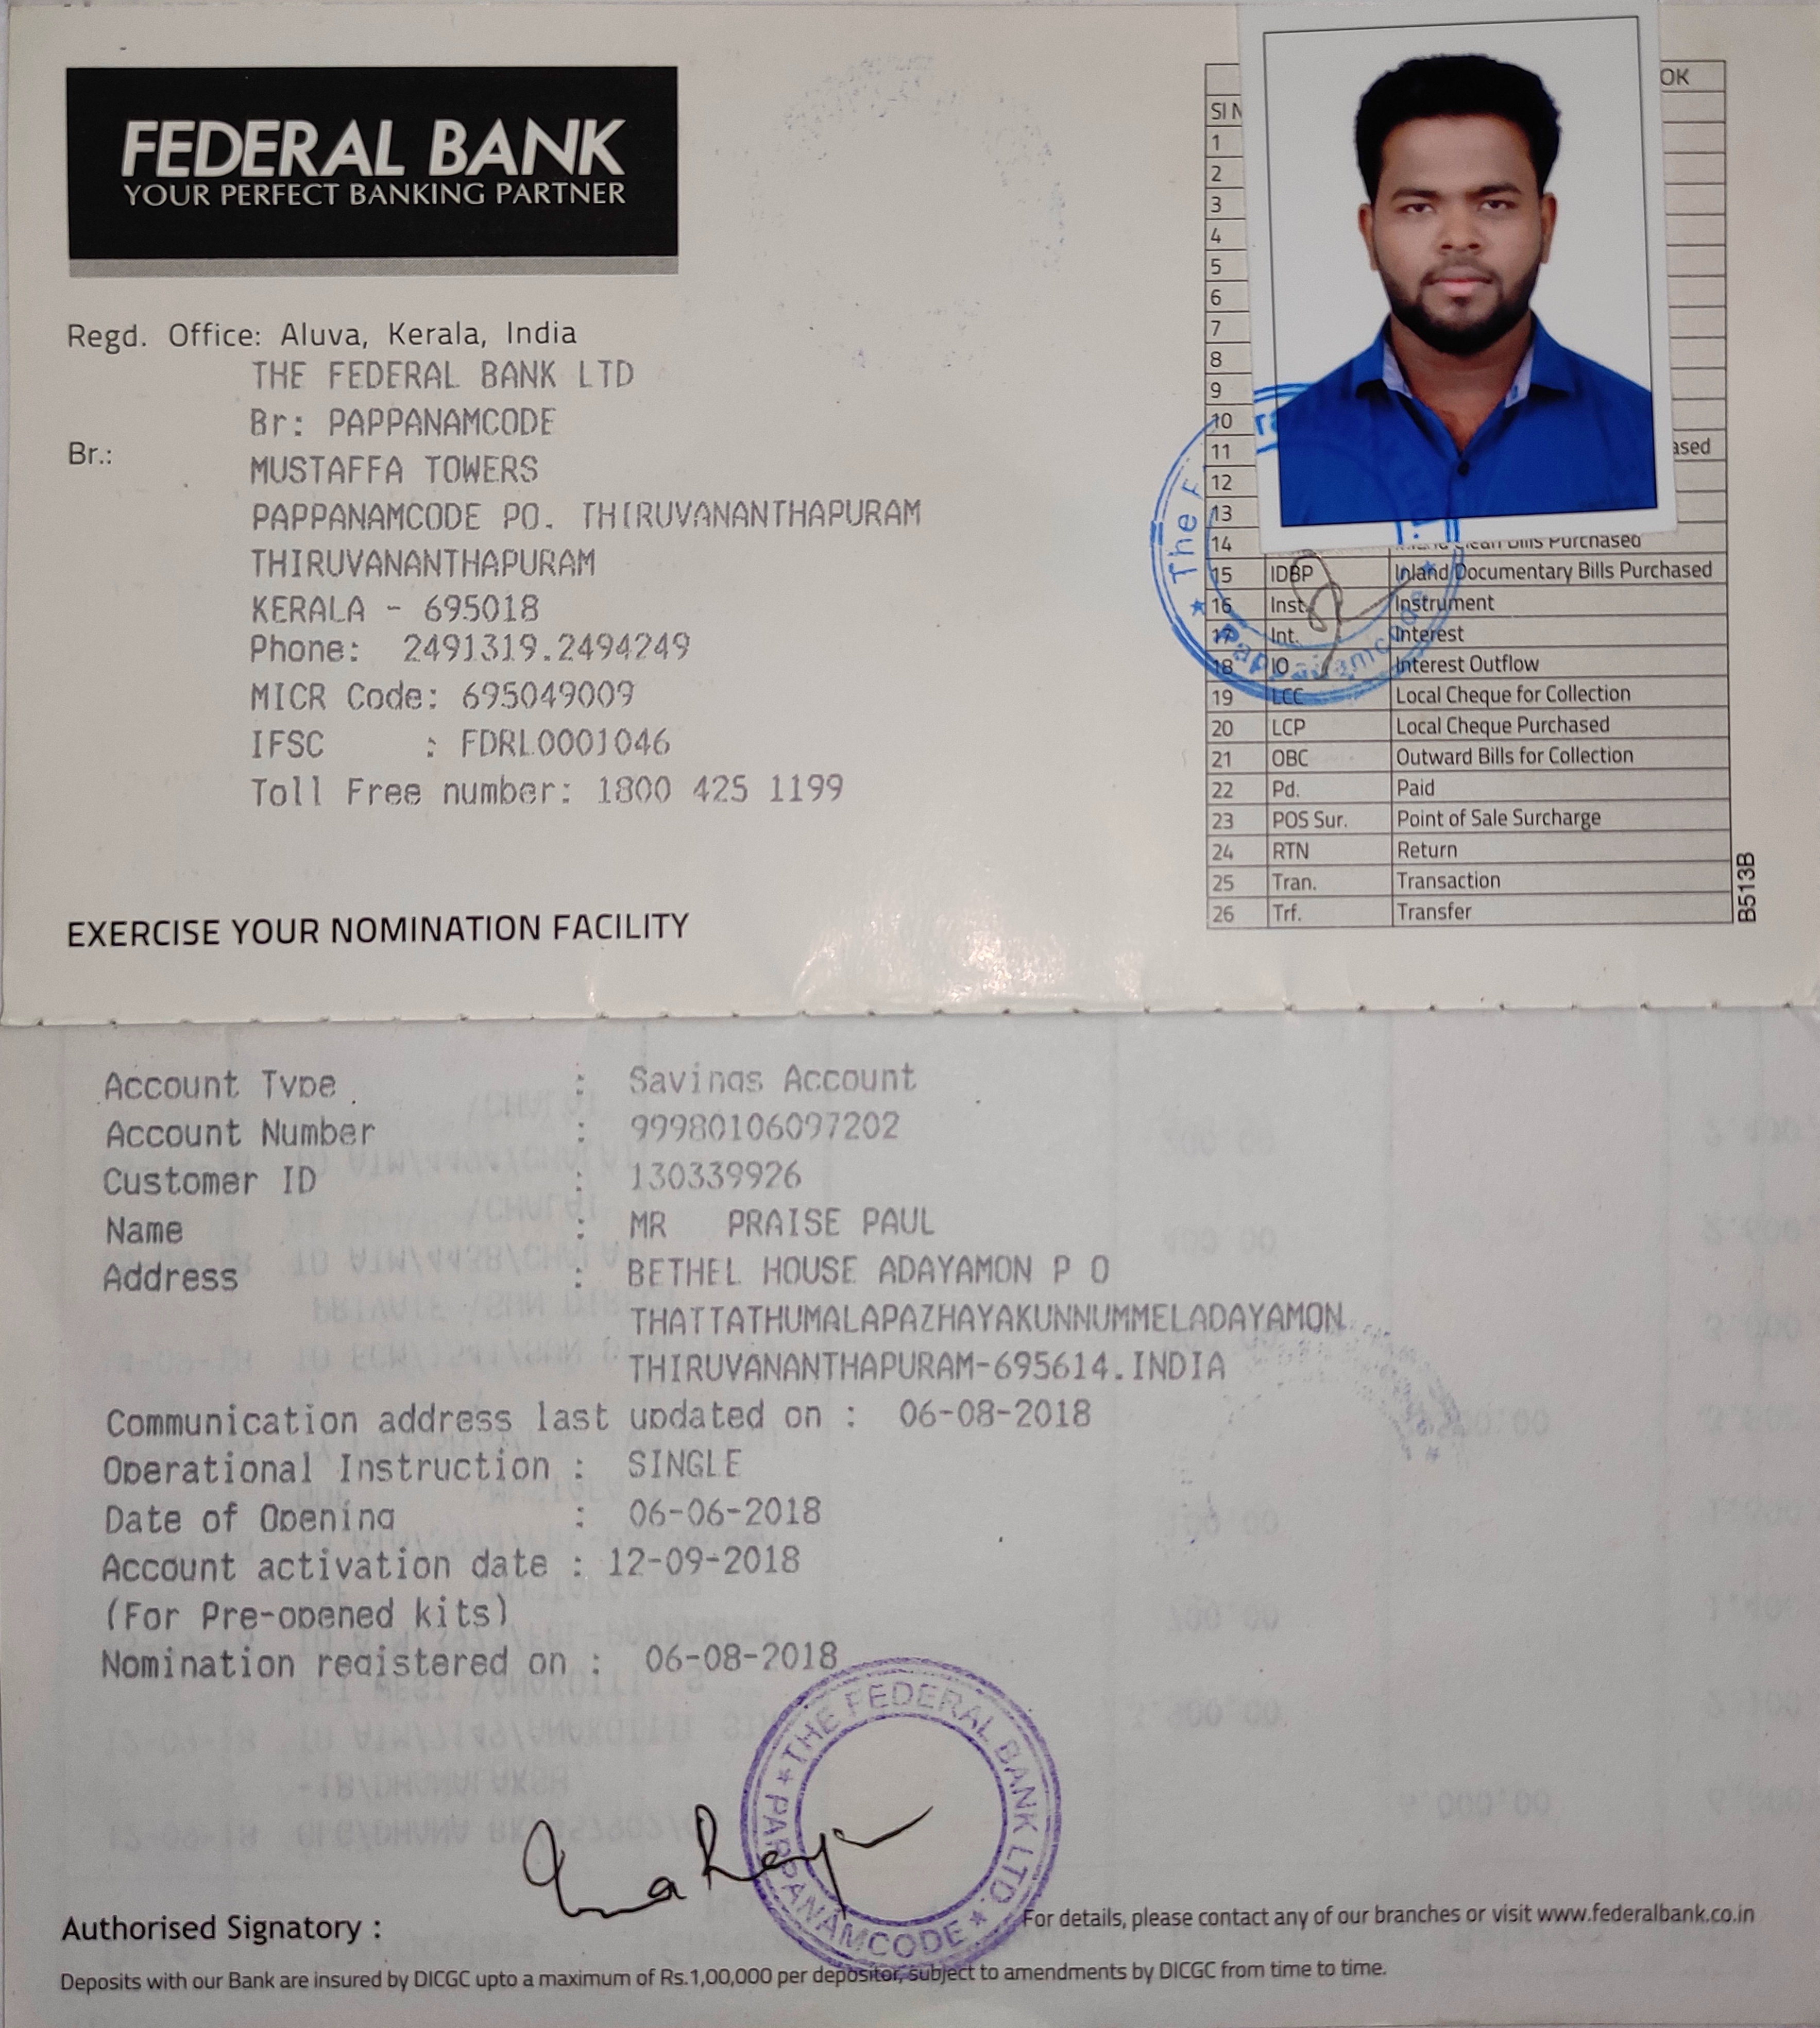 FEDERAL BANK
YOUR PERFECT BANKING PARTNER
Regd. Office: Aluva, Kerala, India
THE FEDERAL BANK LTD
Br: PAPPANAMCODE
Br.:
MUSTAFFA TOWERS
PAPPANAMCODE PO. THIRUVANANTHAPURAM
THIRUVANANTHAPURAM
KERALA - 695018
Phone: 2491319.2494249
MICR Code: 695049009
IFSC : FDRL0001046
Toll Free number: 1800 425 1199
EXERCISE YOUR NOMINATION FACILITY
OK
Sl N
1
2
3
4
5
6
7
8
9
10
11 ased
12
13
14 Clean Bills Purchased
15 IDBP Inland Documentary Bills Purchased
16 Inst. Instrument
17 Int. Interest
18 IO Interest Outflow
19 LCC Local Cheque for Collection
20 LCP Local Cheque Purchased
21 OBC Outward Bills for Collection
22 Pd. Paid
23 POS Sur. Point of Sale Surcharge
24 RTN Return
25 Tran. Transaction
26 Trf. Transfer
B513B
The F
Account Type : Savings Account
Account Number : 99980106097202
Customer ID : 130339926
Name : MR PRAISE PAUL
Address : BETHEL HOUSE ADAYAMON P O
THATTATHUMALAPAZHAYAKUNNUMMELADAYAMON
THIRUVANANTHAPURAM-695614.INDIA
Communication address last updated on : 06-08-2018
Operational Instruction : SINGLE
Date of Opening : 06-06-2018
Account activation date : 12-09-2018
(For Pre-opened kits)
Nomination registered on : 06-08-2018
THE FEDERAL BANK LTD.
PAPPANAMCODE
Authorised Signatory :
For details, please contact any of our branches or visit www.federalbank.co.in
Deposits with our Bank are insured by DICGC upto a maximum of Rs.1,00,000 per depositor, subject to amendments by DICGC from time to time.